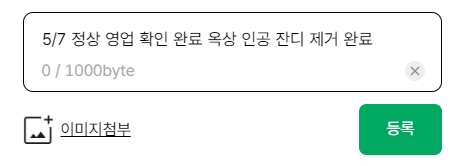 5/7 정상 영업 확인 완료 옥상 인공 잔디 제거 완료
0 / 1000byte
이미지첨부
등록